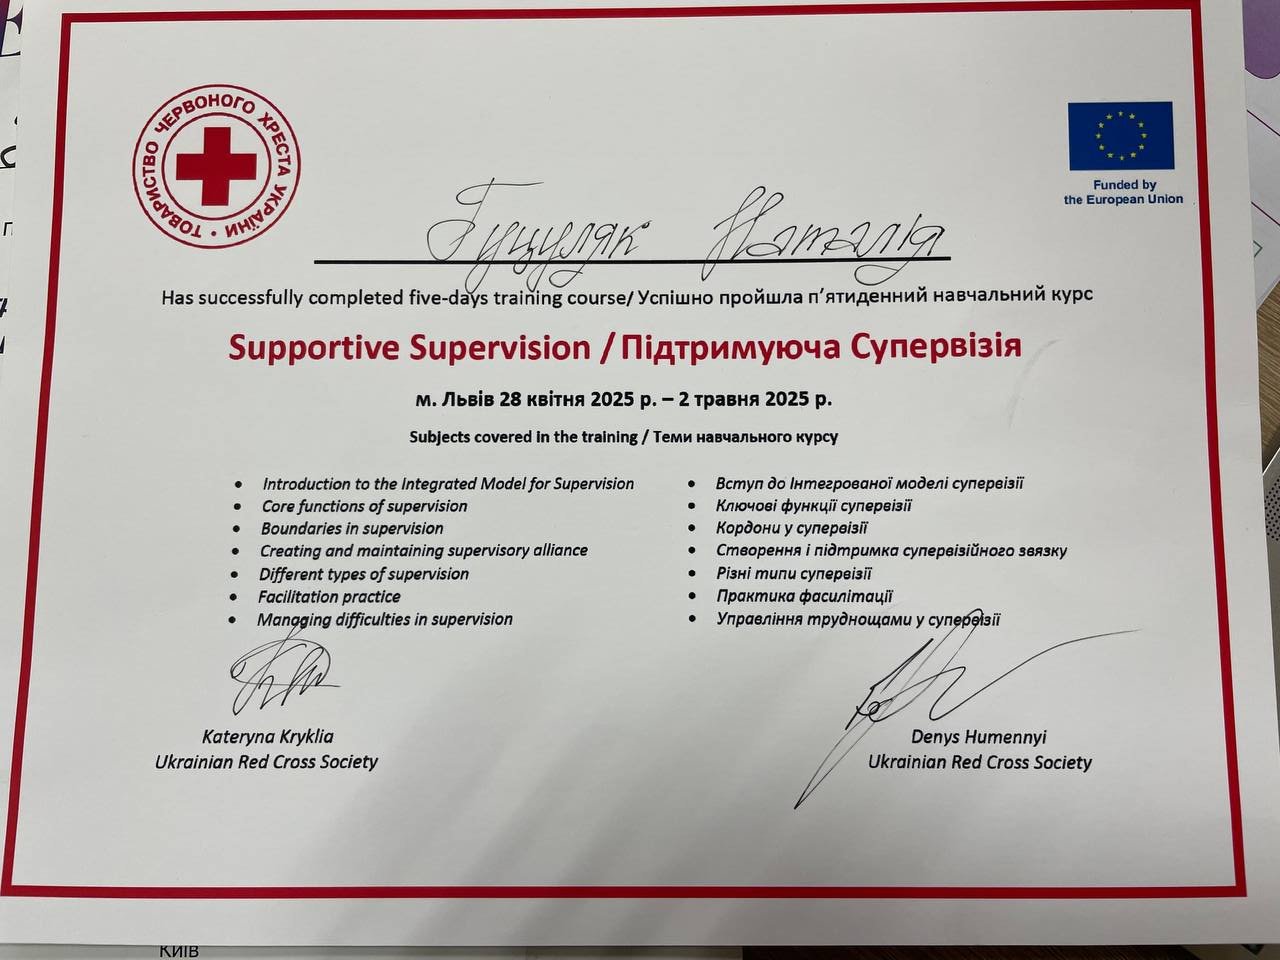 ТОВАРИСТВО ЧЕРВОНОГО ХРЕСТА УКРАЇНИ •
Funded by
the European Union
Гуцуляк Наталія
Has successfully completed five-days training course/ Успішно пройшла п’ятиденний навчальний курс
Supportive Supervision / Підтримуюча Супервізія
м. Львів 28 квітня 2025 р. – 2 травня 2025 р.
Subjects covered in the training / Теми навчального курсу
• Introduction to the Integrated Model for Supervision
• Core functions of supervision
• Boundaries in supervision
• Creating and maintaining supervisory alliance
• Different types of supervision
• Facilitation practice
• Managing difficulties in supervision
• Вступ до Інтегрованої моделі супервізії
• Ключові функції супервізії
• Кордони у супервізії
• Створення і підтримка супервізійного звязку
• Різні типи супервізії
• Практика фасилітації
• Управління труднощами у супервізії
Kateryna Kryklia
Ukrainian Red Cross Society
Denys Humennyi
Ukrainian Red Cross Society
КИЇВ